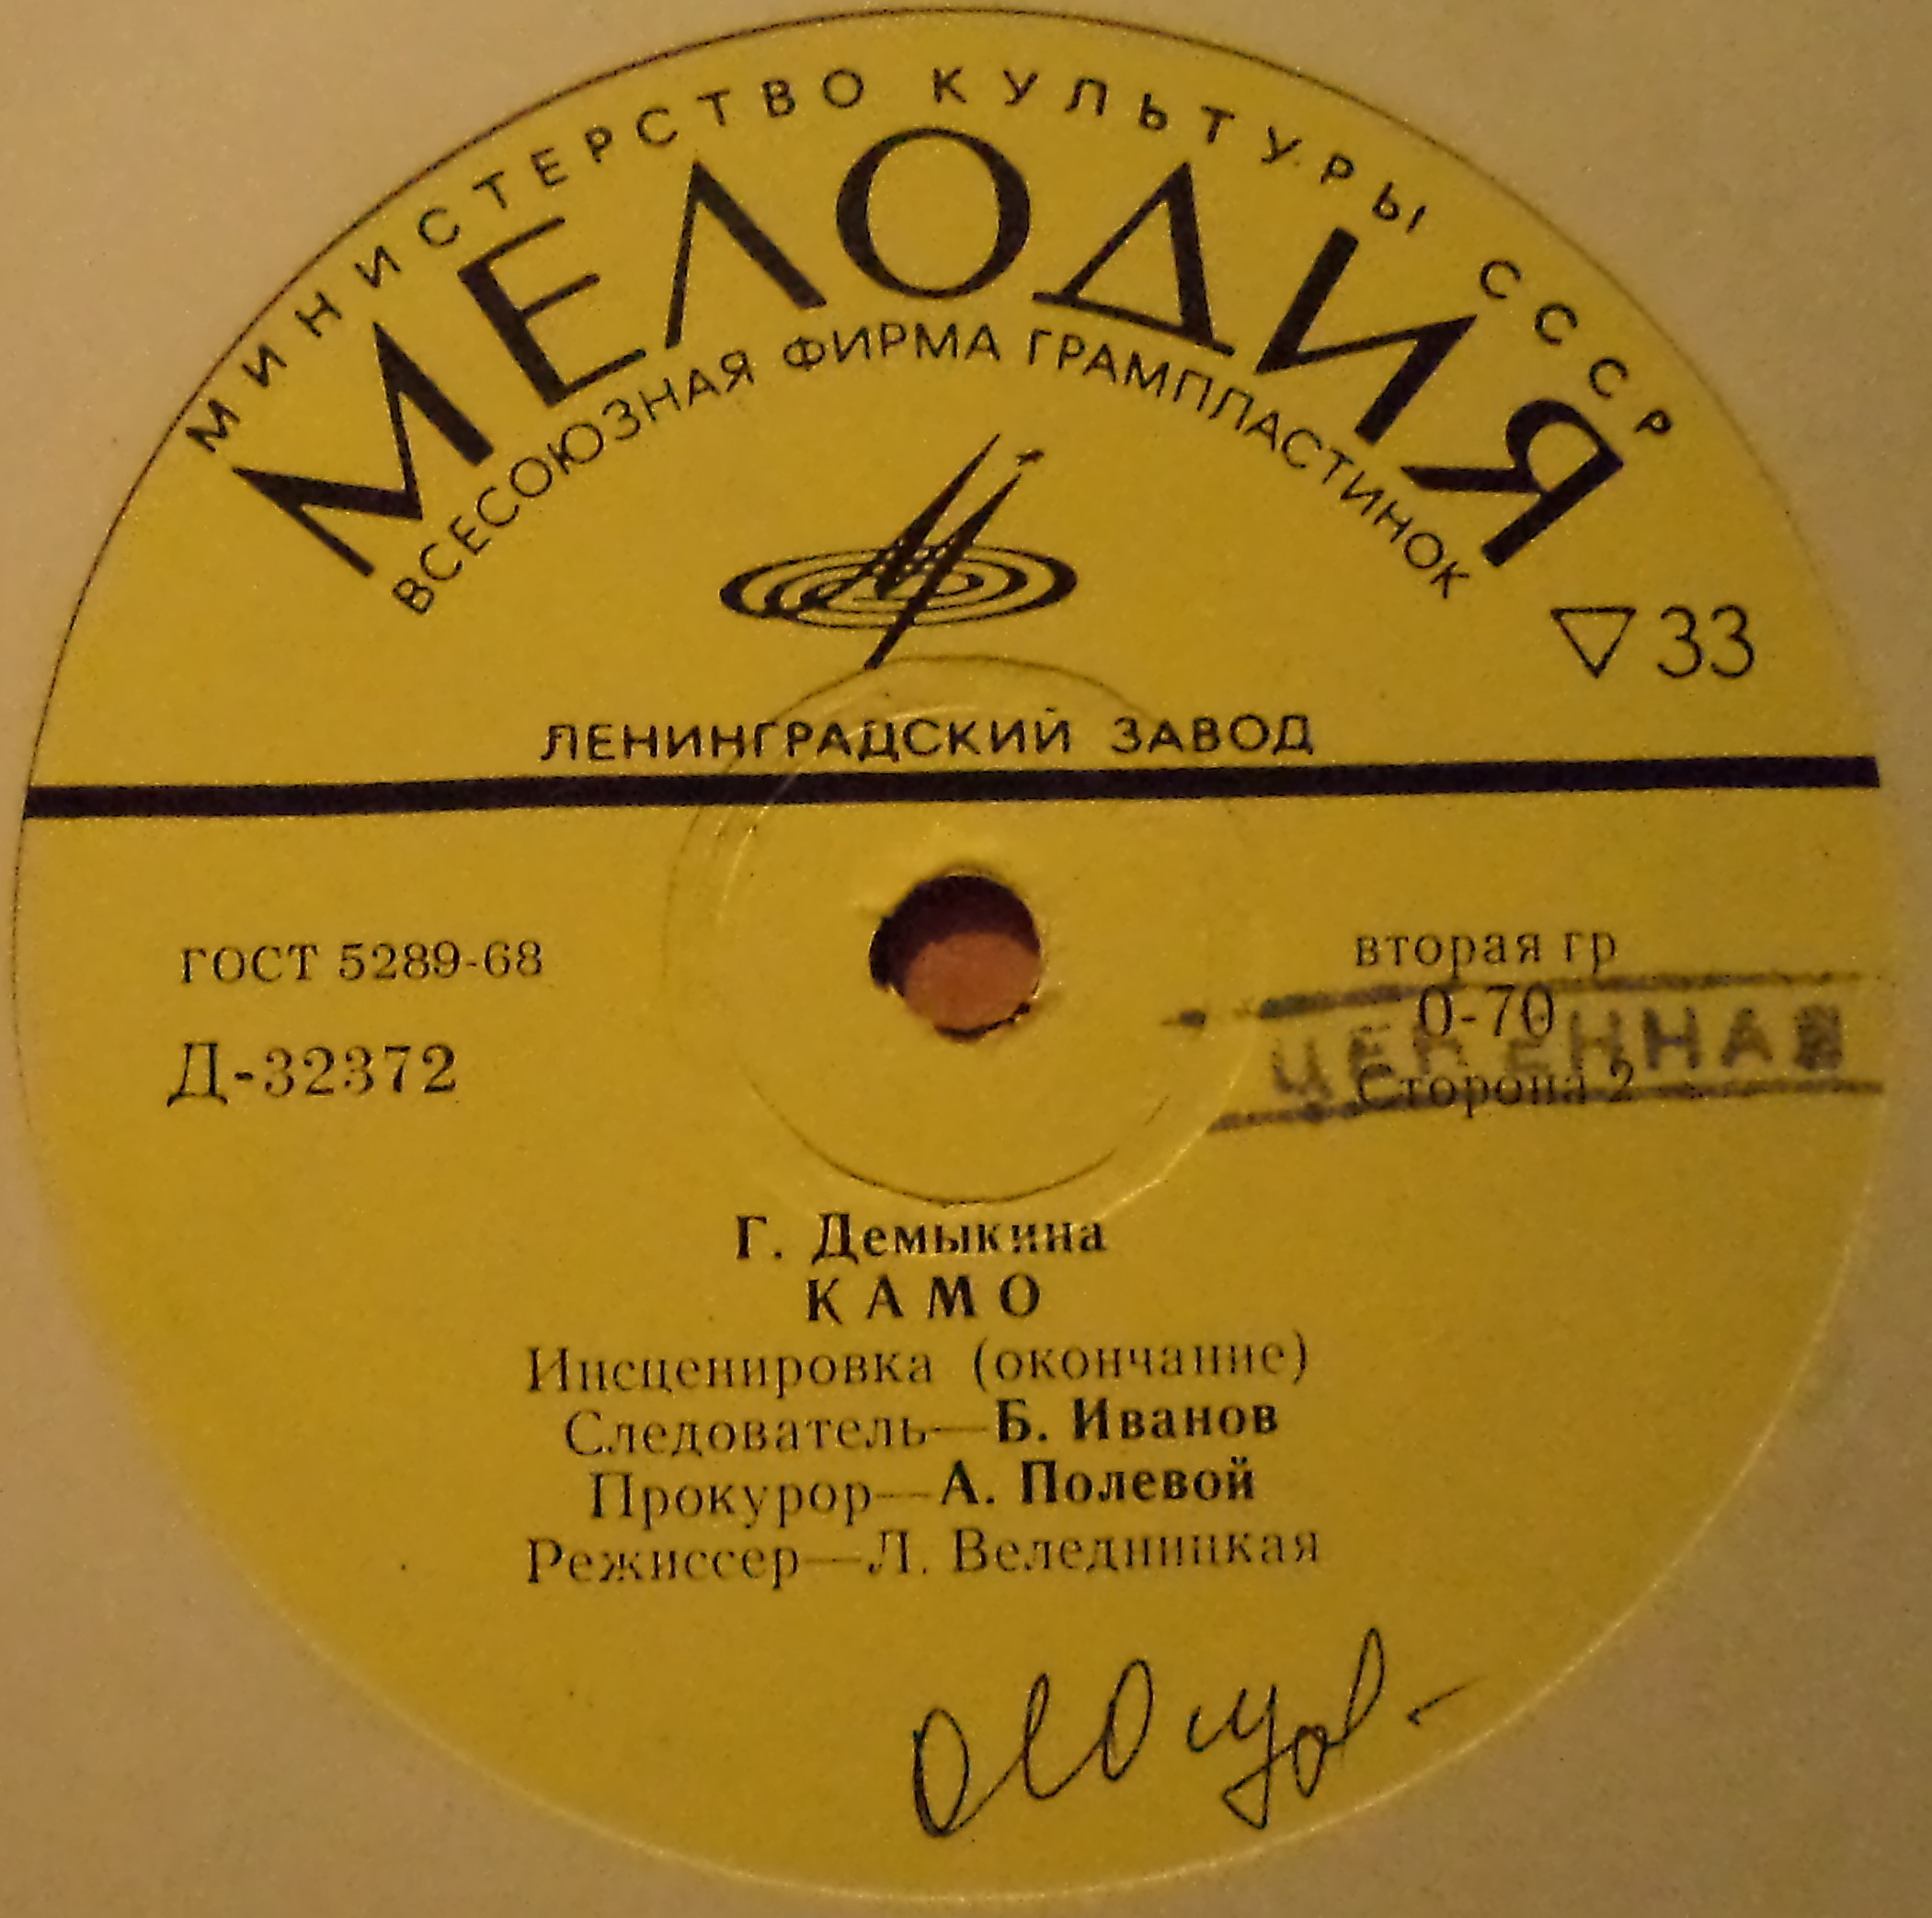 МИНИСТЕРСТВО КУЛЬТУРЫ СССР
МЕЛОДИЯ
ВСЕСОЮЗНАЯ ФИРМА ГРАМПЛАСТИНОК
33
ЛЕНИНГРАДСКИЙ ЗАВОД
ГОСТ 5289-68
вторая гр
0-70
Д-32372
Сторона 2
Г. Демыкина
КАМО
Инсценировка (окончание)
Следователь—Б. Иванов
Прокурор—А. Полевой
Режиссер—Л. Веледницкая